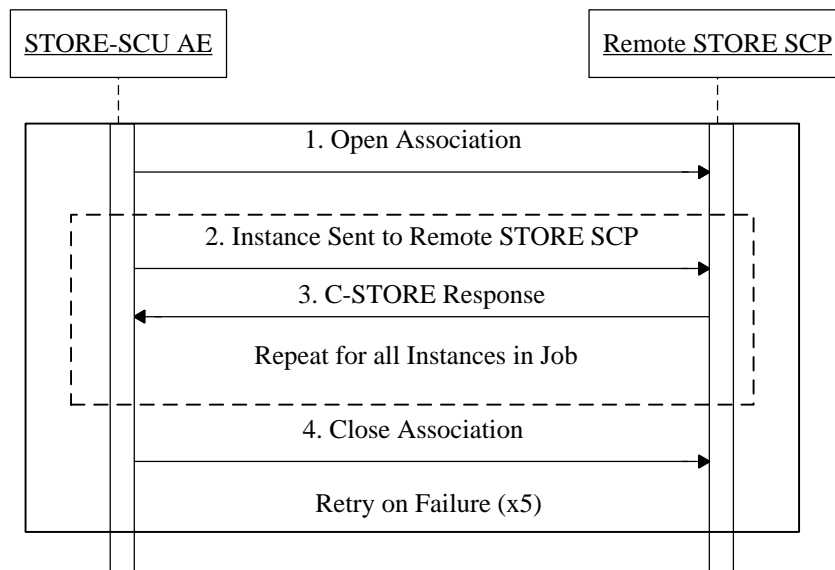 STORE-SCU AE
Remote STORE SCP
1. Open Association
2. Instance Sent to Remote STORE SCP
3. C-STORE Response
Repeat for all Instances in Job
4. Close Association
Retry on Failure (x5)